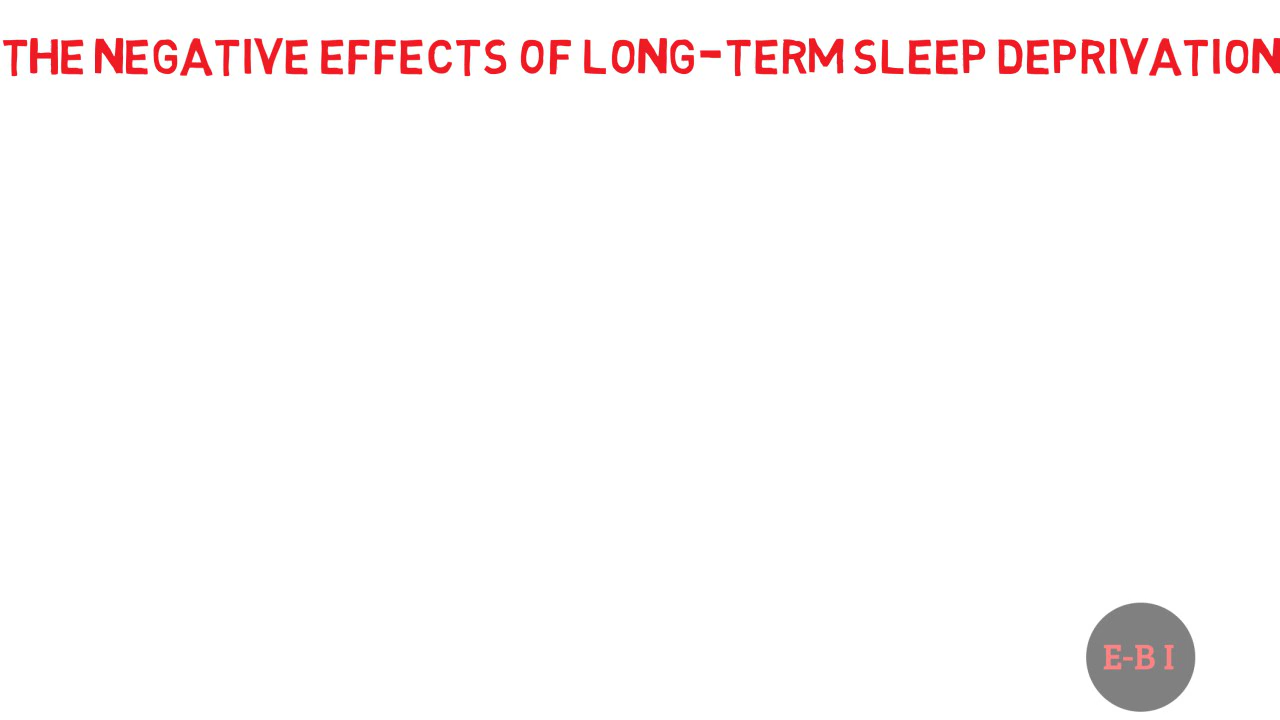 THE NEGATIVE EFFECTS OF LONG-TERM SLEEP DEPRIVATION
E-B I